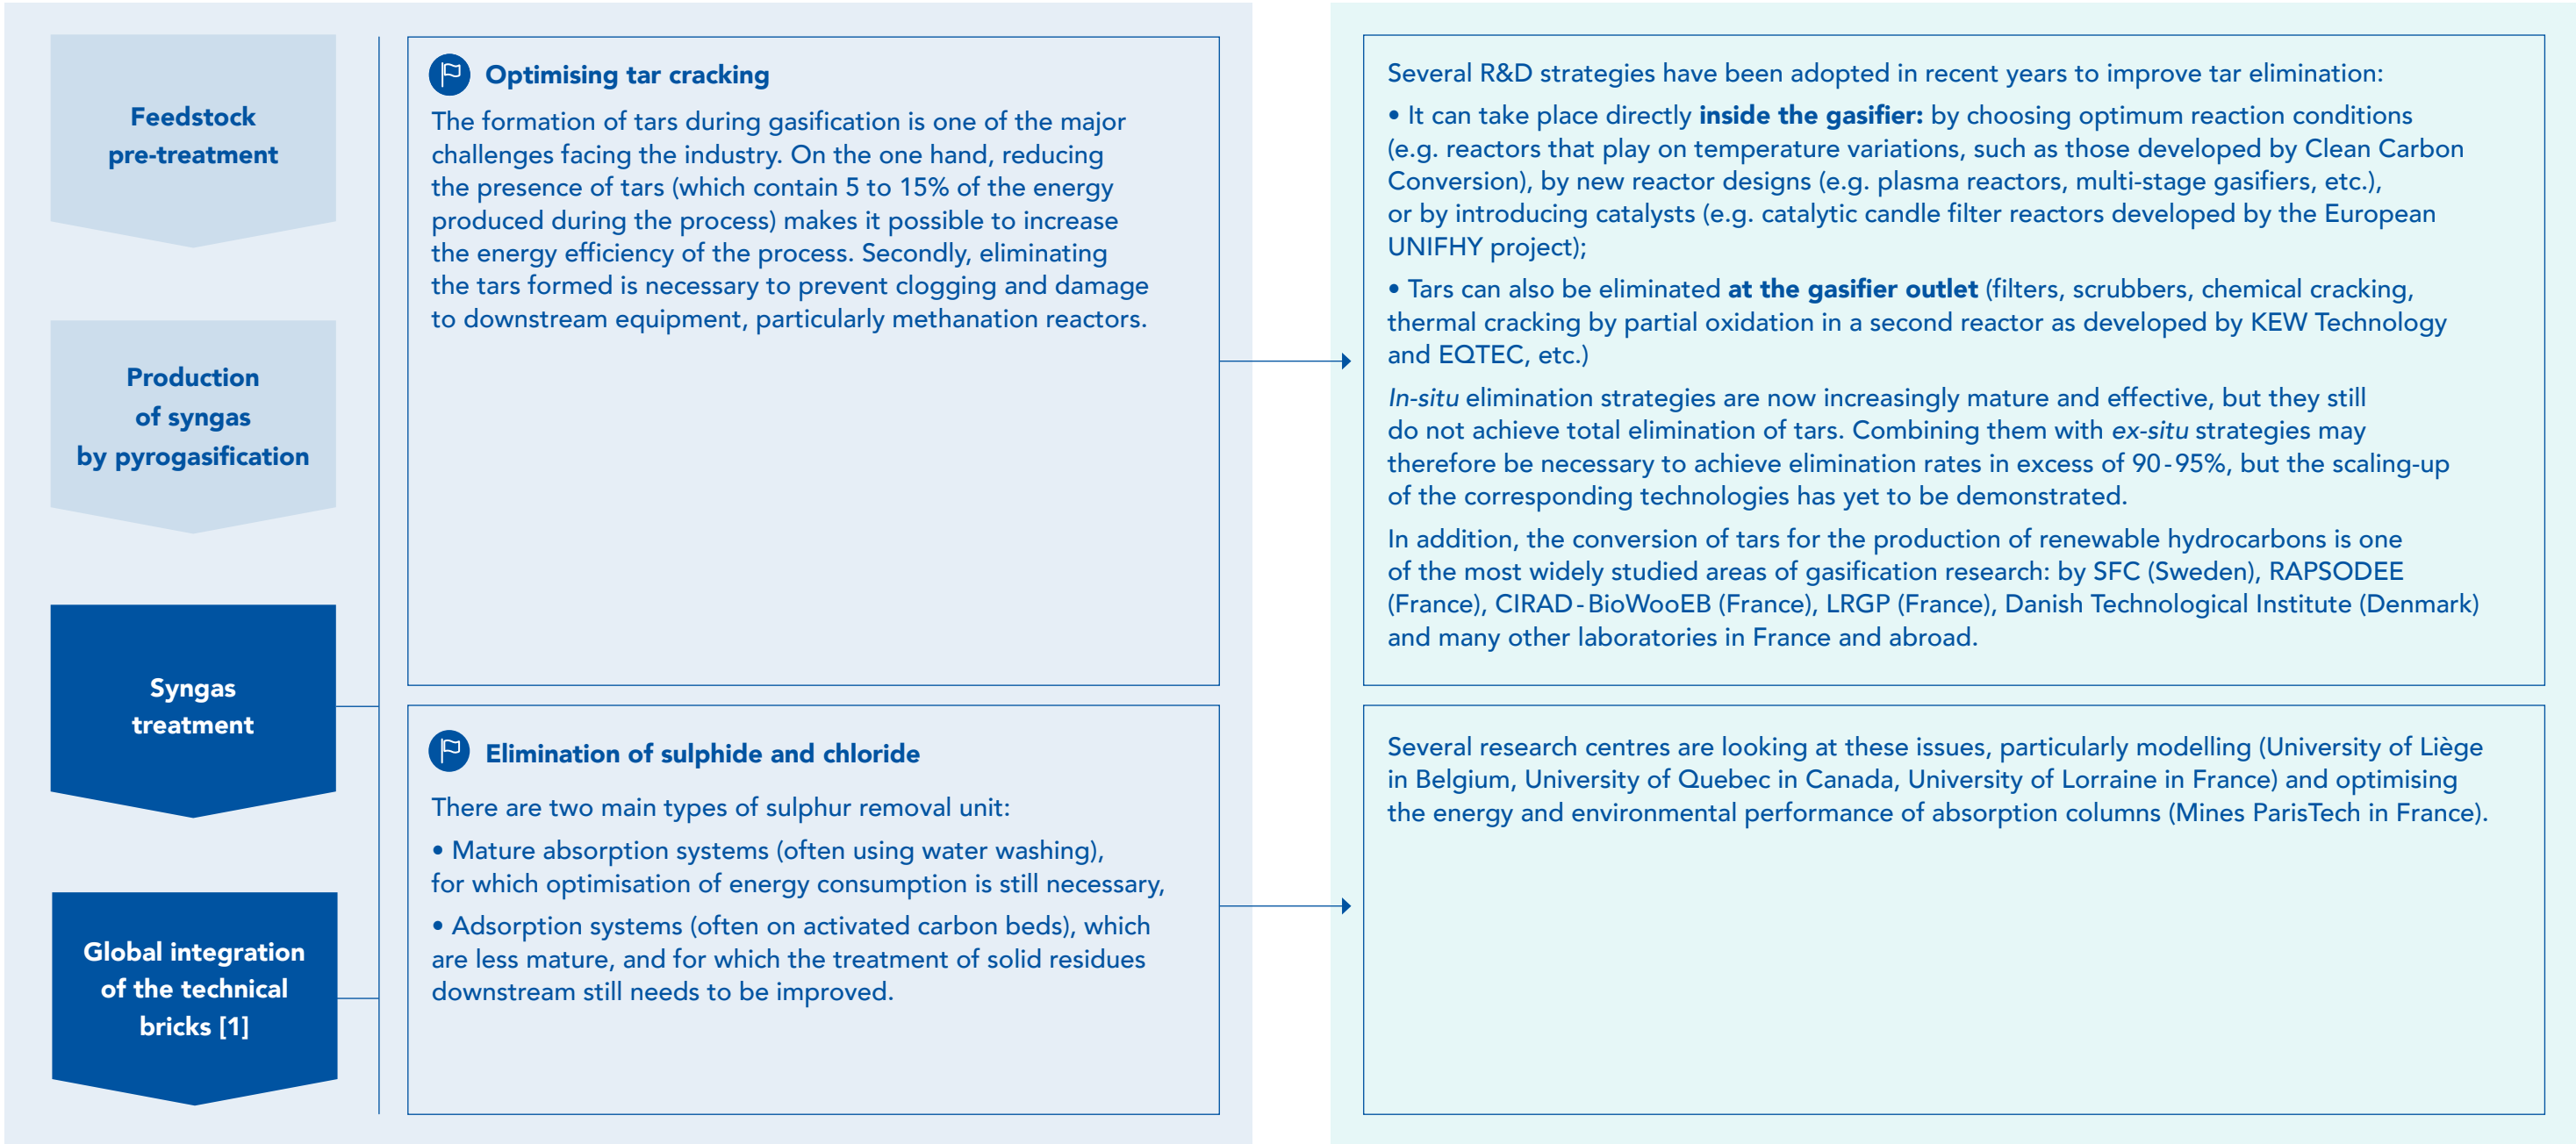 Feedstock
pre-treatment
Production
of syngas
by pyrogasification
Syngas
treatment
Global integration
of the technical
bricks [1]
Optimising tar cracking
The formation of tars during gasification is one of the major
challenges facing the industry. On the one hand, reducing
the presence of tars (which contain 5 to 15% of the energy
produced during the process) makes it possible to increase
the energy efficiency of the process. Secondly, eliminating
the tars formed is necessary to prevent clogging and damage
to downstream equipment, particularly methanation reactors.
Several R&D strategies have been adopted in recent years to improve tar elimination:
• It can take place directly inside the gasifier: by choosing optimum reaction conditions
(e.g. reactors that play on temperature variations, such as those developed by Clean Carbon
Conversion), by new reactor designs (e.g. plasma reactors, multi-stage gasifiers, etc.),
or by introducing catalysts (e.g. catalytic candle filter reactors developed by the European
UNIFHY project);
• Tars can also be eliminated at the gasifier outlet (filters, scrubbers, chemical cracking,
thermal cracking by partial oxidation in a second reactor as developed by KEW Technology
and EQTEC, etc.)
In-situ elimination strategies are now increasingly mature and effective, but they still
do not achieve total elimination of tars. Combining them with ex-situ strategies may
therefore be necessary to achieve elimination rates in excess of 90-95%, but the scaling-up
of the corresponding technologies has yet to be demonstrated.
In addition, the conversion of tars for the production of renewable hydrocarbons is one
of the most widely studied areas of gasification research: by SFC (Sweden), RAPSODEE
(France), CIRAD-BioWooEB (France), LRGP (France), Danish Technological Institute (Denmark)
and many other laboratories in France and abroad.
Elimination of sulphide and chloride
There are two main types of sulphur removal unit:
• Mature absorption systems (often using water washing),
for which optimisation of energy consumption is still necessary,
• Adsorption systems (often on activated carbon beds), which
are less mature, and for which the treatment of solid residues
downstream still needs to be improved.
Several research centres are looking at these issues, particularly modelling (University of Liège
in Belgium, University of Quebec in Canada, University of Lorraine in France) and optimising
the energy and environmental performance of absorption columns (Mines ParisTech in France).